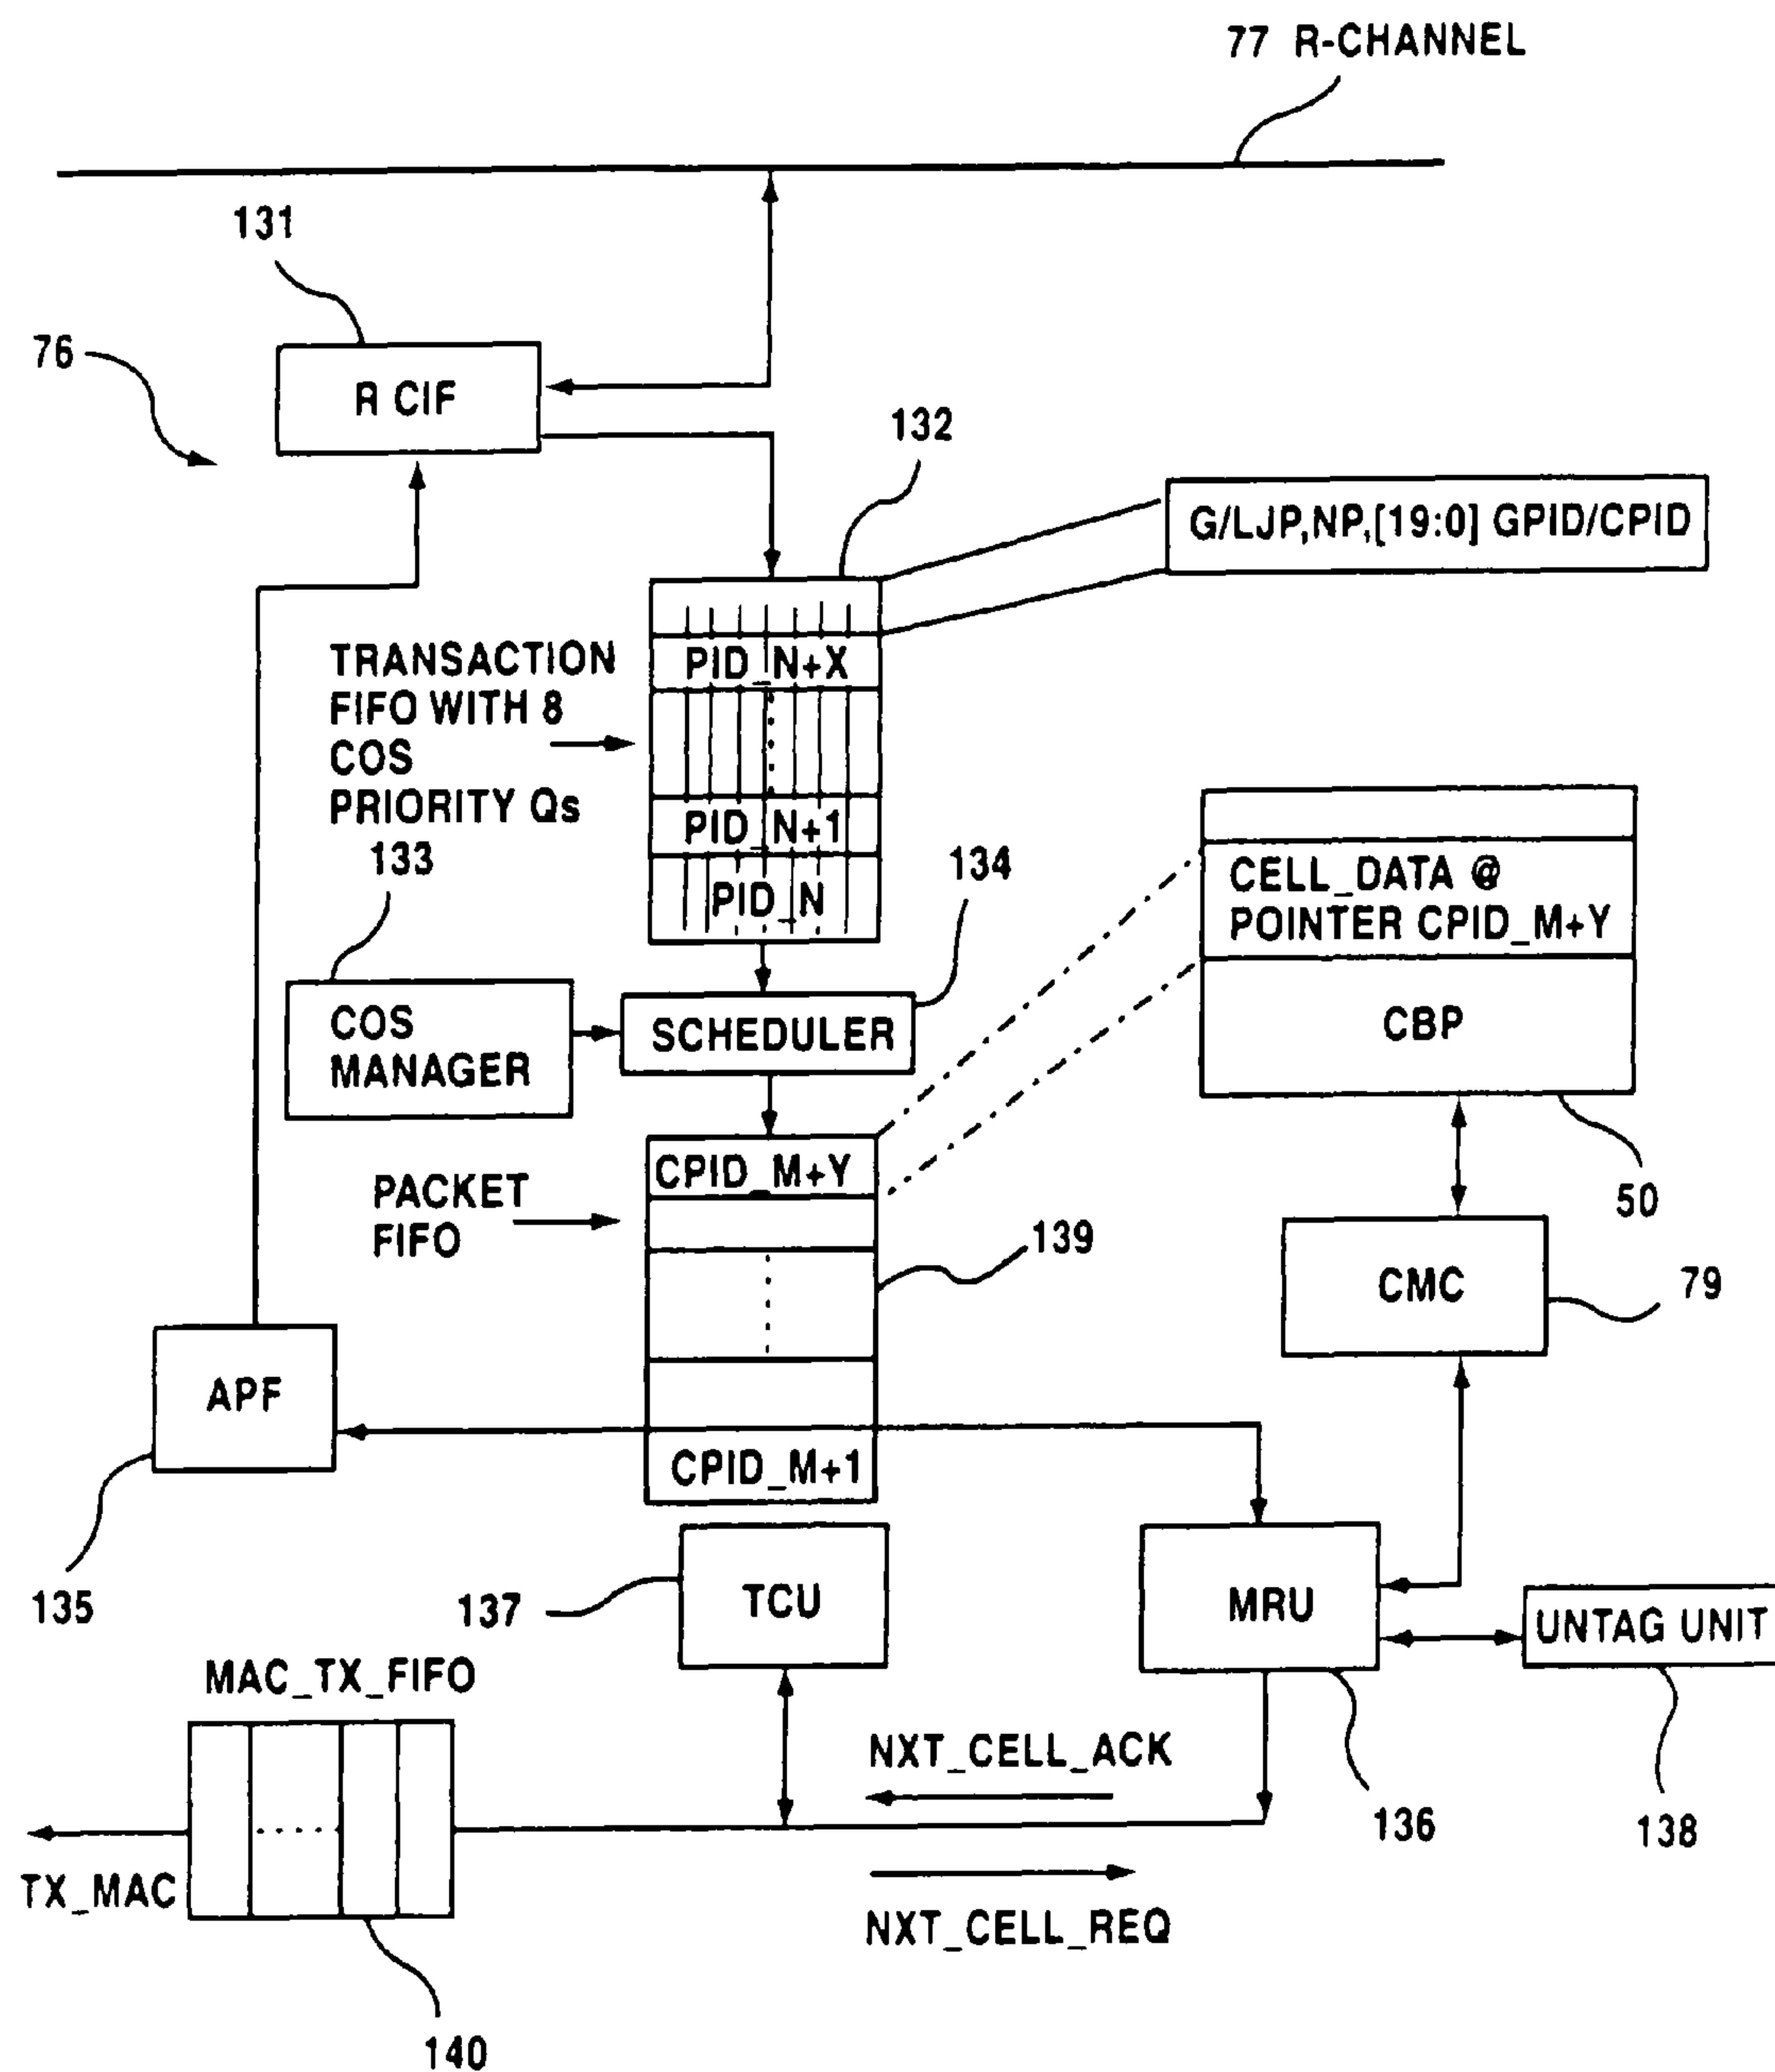 77 R-CHANNEL
131
76
R CIF
132
G/LJP,NP,[19:0] GPID/CPID
TRANSACTION
FIFO WITH 8
COS
PRIORITY Qs
PID_N+X
PID_N+1
PID_N
133
134
CELL_DATA @
POINTER CPID_M+Y
CBP
COS
MANAGER
SCHEDULER
50
PACKET
FIFO
CPID_M+Y
139
CMC
79
APF
CPID_M+1
135
137
TCU
MRU
UNTAG UNIT
MAC_TX_FIFO
NXT_CELL_ACK
136
138
TX_MAC
NXT_CELL_REQ
140